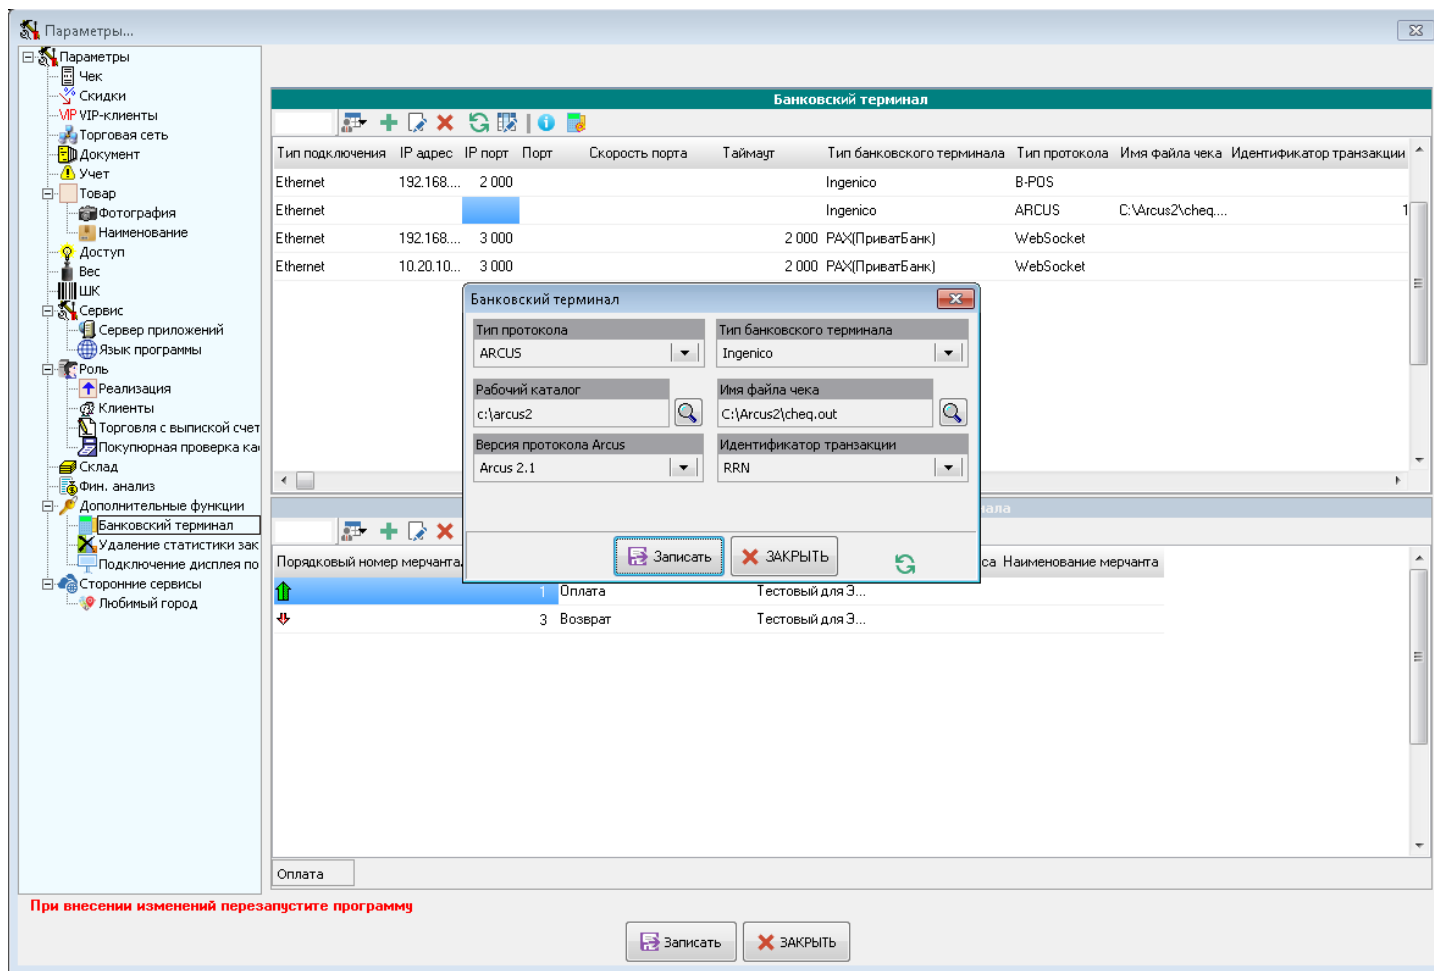 Параметры...
Параметры
Чек
Скидки
VIP VIP-клиенты
Торговая сеть
Документ
Учет
Товар
Фотография
Наименование
Доступ
Вес
ШК
Сервис
Сервер приложений
Язык программы
Роль
Реализация
Клиенты
Торговля с выпиской счет
Покупюрная проверка ка
Склад
Фин. анализ
Дополнительные функции
Банковский терминал
Удаление статистики зак
Подключение дисплея по
Сторонние сервисы
Любимый город
Банковский терминал
Тип подключения IP адрес IP порт Порт Скорость порта Таймаут Тип банковского терминала Тип протокола Имя файла чека Идентификатор транзакции
Ethernet 192.168.... 2 000 Ingenico B-POS
Ethernet Ingenico ARCUS C:\Arcus2\cheq.... 1
Ethernet 192.168.... 3 000 2 000 PAX(ПриватБанк) WebSocket
Ethernet 10.20.10... 3 000 2 000 PAX(ПриватБанк) WebSocket
Банковский терминал
Тип протокола Тип банковского терминала
ARCUS Ingenico
Рабочий каталог Имя файла чека
c:\arcus2 C:\Arcus2\cheq.out
Версия протокола Arcus Идентификатор транзакции
Arcus 2.1 RRN
Записать ЗАКРЫТЬ
нала
Порядковый номер мерчанта. са Наименование мерчанта
1 Оплата Тестовый для З...
3 Возврат Тестовый для З...
Оплата
При внесении изменений перезапустите программу
Записать ЗАКРЫТЬ